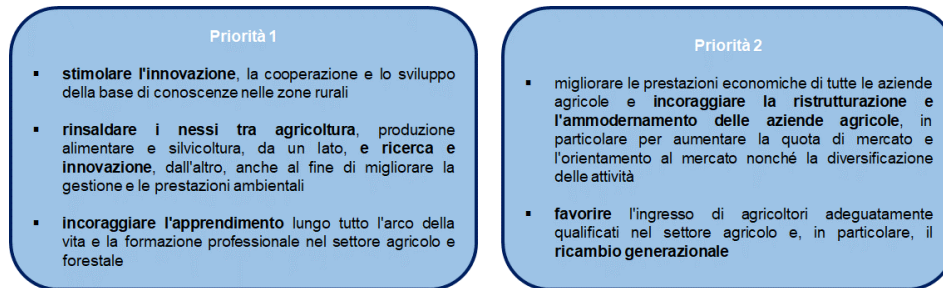 Priorità 1
▪ stimolare l'innovazione, la cooperazione e lo sviluppo
della base di conoscenze nelle zone rurali
▪ rinsaldare i nessi tra agricoltura, produzione
alimentare e silvicoltura, da un lato, e ricerca e
innovazione, dall'altro, anche al fine di migliorare la
gestione e le prestazioni ambientali
▪ incoraggiare l'apprendimento lungo tutto l'arco della
vita e la formazione professionale nel settore agricolo e
forestale
Priorità 2
▪ migliorare le prestazioni economiche di tutte le aziende
agricole e incoraggiare la ristrutturazione e
l'ammodernamento delle aziende agricole, in
particolare per aumentare la quota di mercato e
l'orientamento al mercato nonché la diversificazione
delle attività
▪ favorire l'ingresso di agricoltori adeguatamente
qualificati nel settore agricolo e, in particolare, il
ricambio generazionale